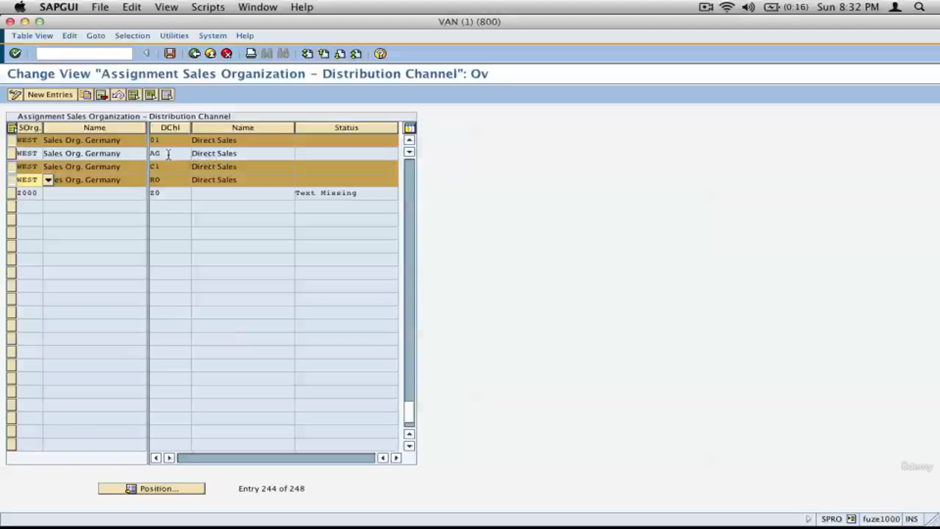 SAPGUI File Edit View Scripts Window Help (0:16) Sun 8:32 PM
VAN (1) (800)
Table View Edit Goto Selection Utilities System Help
Change View "Assignment Sales Organization – Distribution Channel": Ov
New Entries
Assignment Sales Organization – Distribution Channel
SOrg. Name DChl Name Status
WEST Sales Org. Germany 01 Direct Sales
WEST Sales Org. Germany AG Direct Sales
WEST Sales Org. Germany C1 Direct Sales
WEST es Org. Germany RO Direct Sales
Z000 Z0 Text Missing
Position... Entry 244 of 248
Udemy
SPRO fuze1000 INS